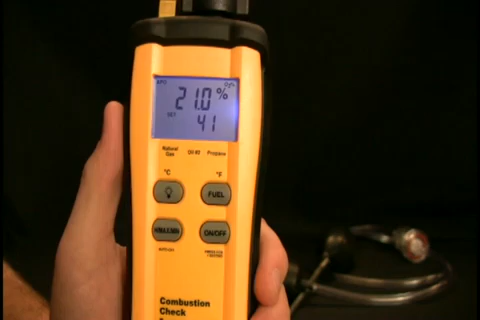 21.0 %
41
Natural
Gas
Oil #2
Propane
°C
°F
FUEL
ON/OFF
Combustion
Check